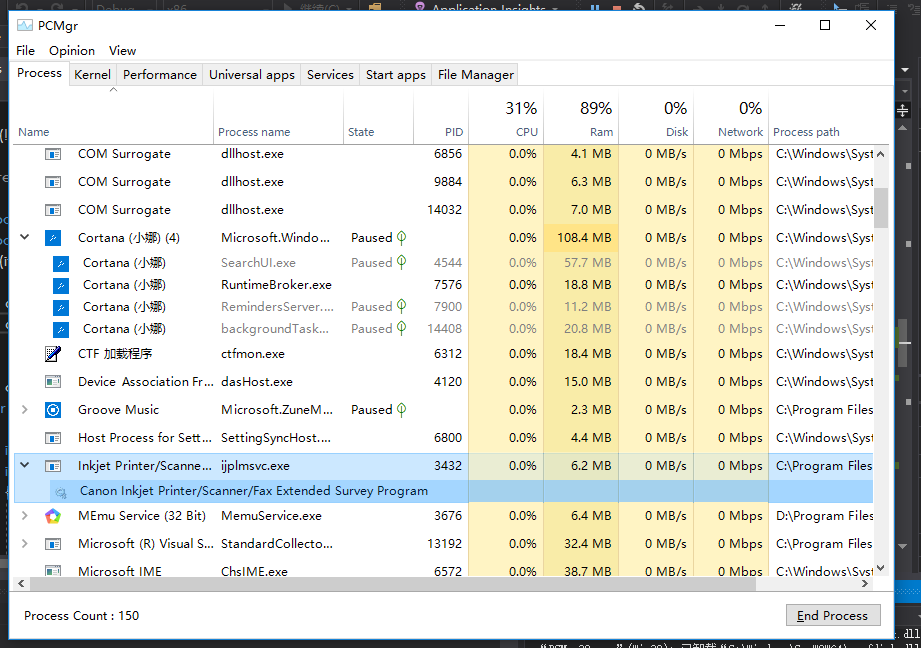 Application Insights
PCMgr
File Opinion View
Process Kernel Performance Universal apps Services Start apps File Manager
31% 89% 0% 0%
Name Process name State PID CPU Ram Disk Network Process path
COM Surrogate dllhost.exe 6856 0.0% 4.1 MB 0 MB/s 0 Mbps C:\Windows\Syst
COM Surrogate dllhost.exe 9884 0.0% 6.3 MB 0 MB/s 0 Mbps C:\Windows\Syst
COM Surrogate dllhost.exe 14032 0.0% 7.0 MB 0 MB/s 0 Mbps C:\Windows\Syst
Cortana (小娜) (4) Microsoft.Windo... Paused 0.0% 108.4 MB 0 MB/s 0 Mbps C:\Windows\Syst
Cortana (小娜) SearchUI.exe Paused 4544 0.0% 57.7 MB 0 MB/s 0 Mbps C:\Windows\Syst
Cortana (小娜) RuntimeBroker.exe 7576 0.0% 18.8 MB 0 MB/s 0 Mbps C:\Windows\Syst
Cortana (小娜) RemindersServer.... Paused 7900 0.0% 11.2 MB 0 MB/s 0 Mbps C:\Windows\Syst
Cortana (小娜) backgroundTask... Paused 14408 0.0% 20.8 MB 0 MB/s 0 Mbps C:\Windows\Syst
CTF 加载程序 ctfmon.exe 6312 0.0% 18.4 MB 0 MB/s 0 Mbps C:\Windows\Syst
Device Association Fr... dasHost.exe 4120 0.0% 15.0 MB 0 MB/s 0 Mbps C:\Windows\Syst
Groove Music Microsoft.ZuneM... Paused 0.0% 2.3 MB 0 MB/s 0 Mbps C:\Program Files
Host Process for Sett... SettingSyncHost.... 6800 0.0% 4.4 MB 0 MB/s 0 Mbps C:\Windows\Syst
Inkjet Printer/Scanne... ijplmsvc.exe 3432 0.0% 6.2 MB 0 MB/s 0 Mbps C:\Program Files
Canon Inkjet Printer/Scanner/Fax Extended Survey Program
MEmu Service (32 Bit) MemuService.exe 3676 0.0% 6.4 MB 0 MB/s 0 Mbps D:\Program Files
Microsoft (R) Visual S... StandardCollecto... 13192 0.0% 32.4 MB 0 MB/s 0 Mbps C:\Program Files
Microsoft IME ChsIME.exe 6572 0.0% 38.7 MB 0 MB/s 0 Mbps C:\Windows\Syst
Process Count : 150 End Process